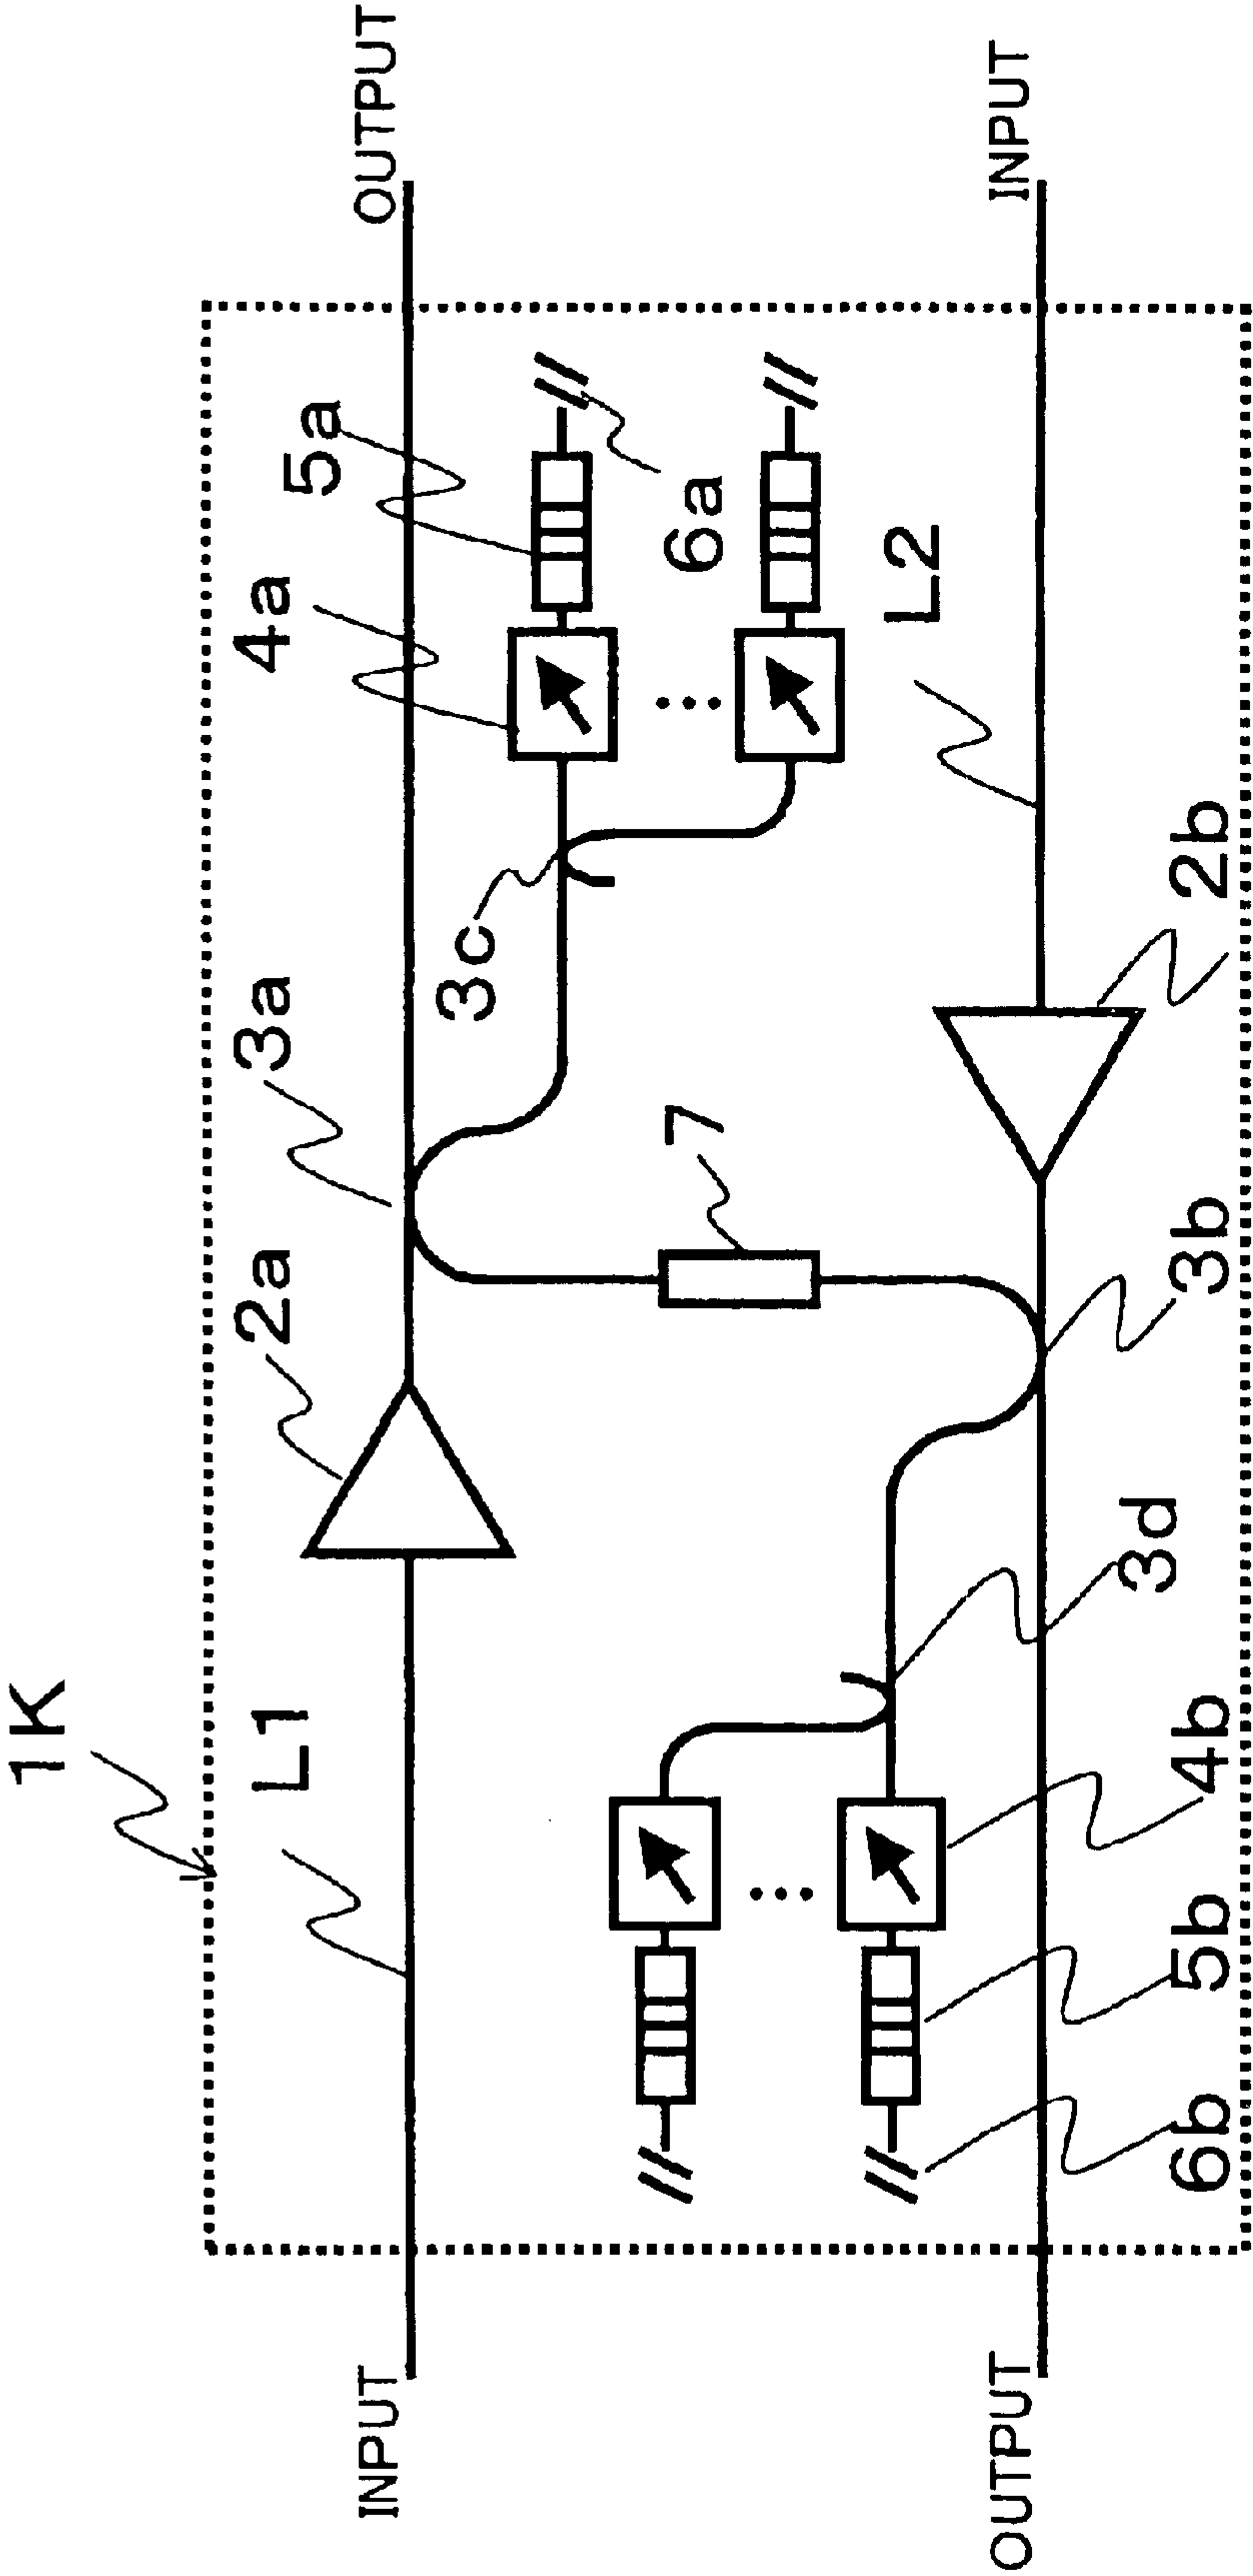 1K
L1
2a
3a
4a
5a
INPUT
OUTPUT
3c
6a
7
L2
OUTPUT
INPUT
3d
6b
5b
4b
3b
2b